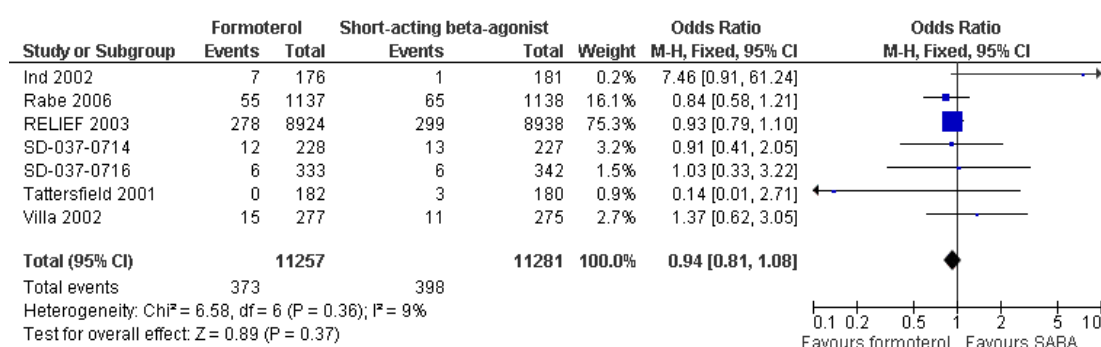 Formoterol Short-acting beta-agonist Odds Ratio Odds Ratio
Study or Subgroup Events Total Events Total Weight M-H, Fixed, 95% CI M-H, Fixed, 95% CI
Ind 2002 7 176 1 181 0.2% 7.46 [0.91, 61.24]
Rabe 2006 55 1137 65 1138 16.1% 0.84 [0.58, 1.21]
RELIEF 2003 278 8924 299 8938 75.3% 0.93 [0.79, 1.10]
SD-037-0714 12 228 13 227 3.2% 0.91 [0.41, 2.05]
SD-037-0716 6 333 6 342 1.5% 1.03 [0.33, 3.22]
Tattersfield 2001 0 182 3 180 0.9% 0.14 [0.01, 2.71]
Villa 2002 15 277 11 275 2.7% 1.37 [0.62, 3.05]
Total (95% CI) 11257 11281 100.0% 0.94 [0.81, 1.08]
Total events 373 398
Heterogeneity: Chi² = 6.58, df = 6 (P = 0.36); I² = 9%
Test for overall effect: Z = 0.89 (P = 0.37)
0.1 0.2 0.5 1 2 5 10
Favours formoterol Favours SABA